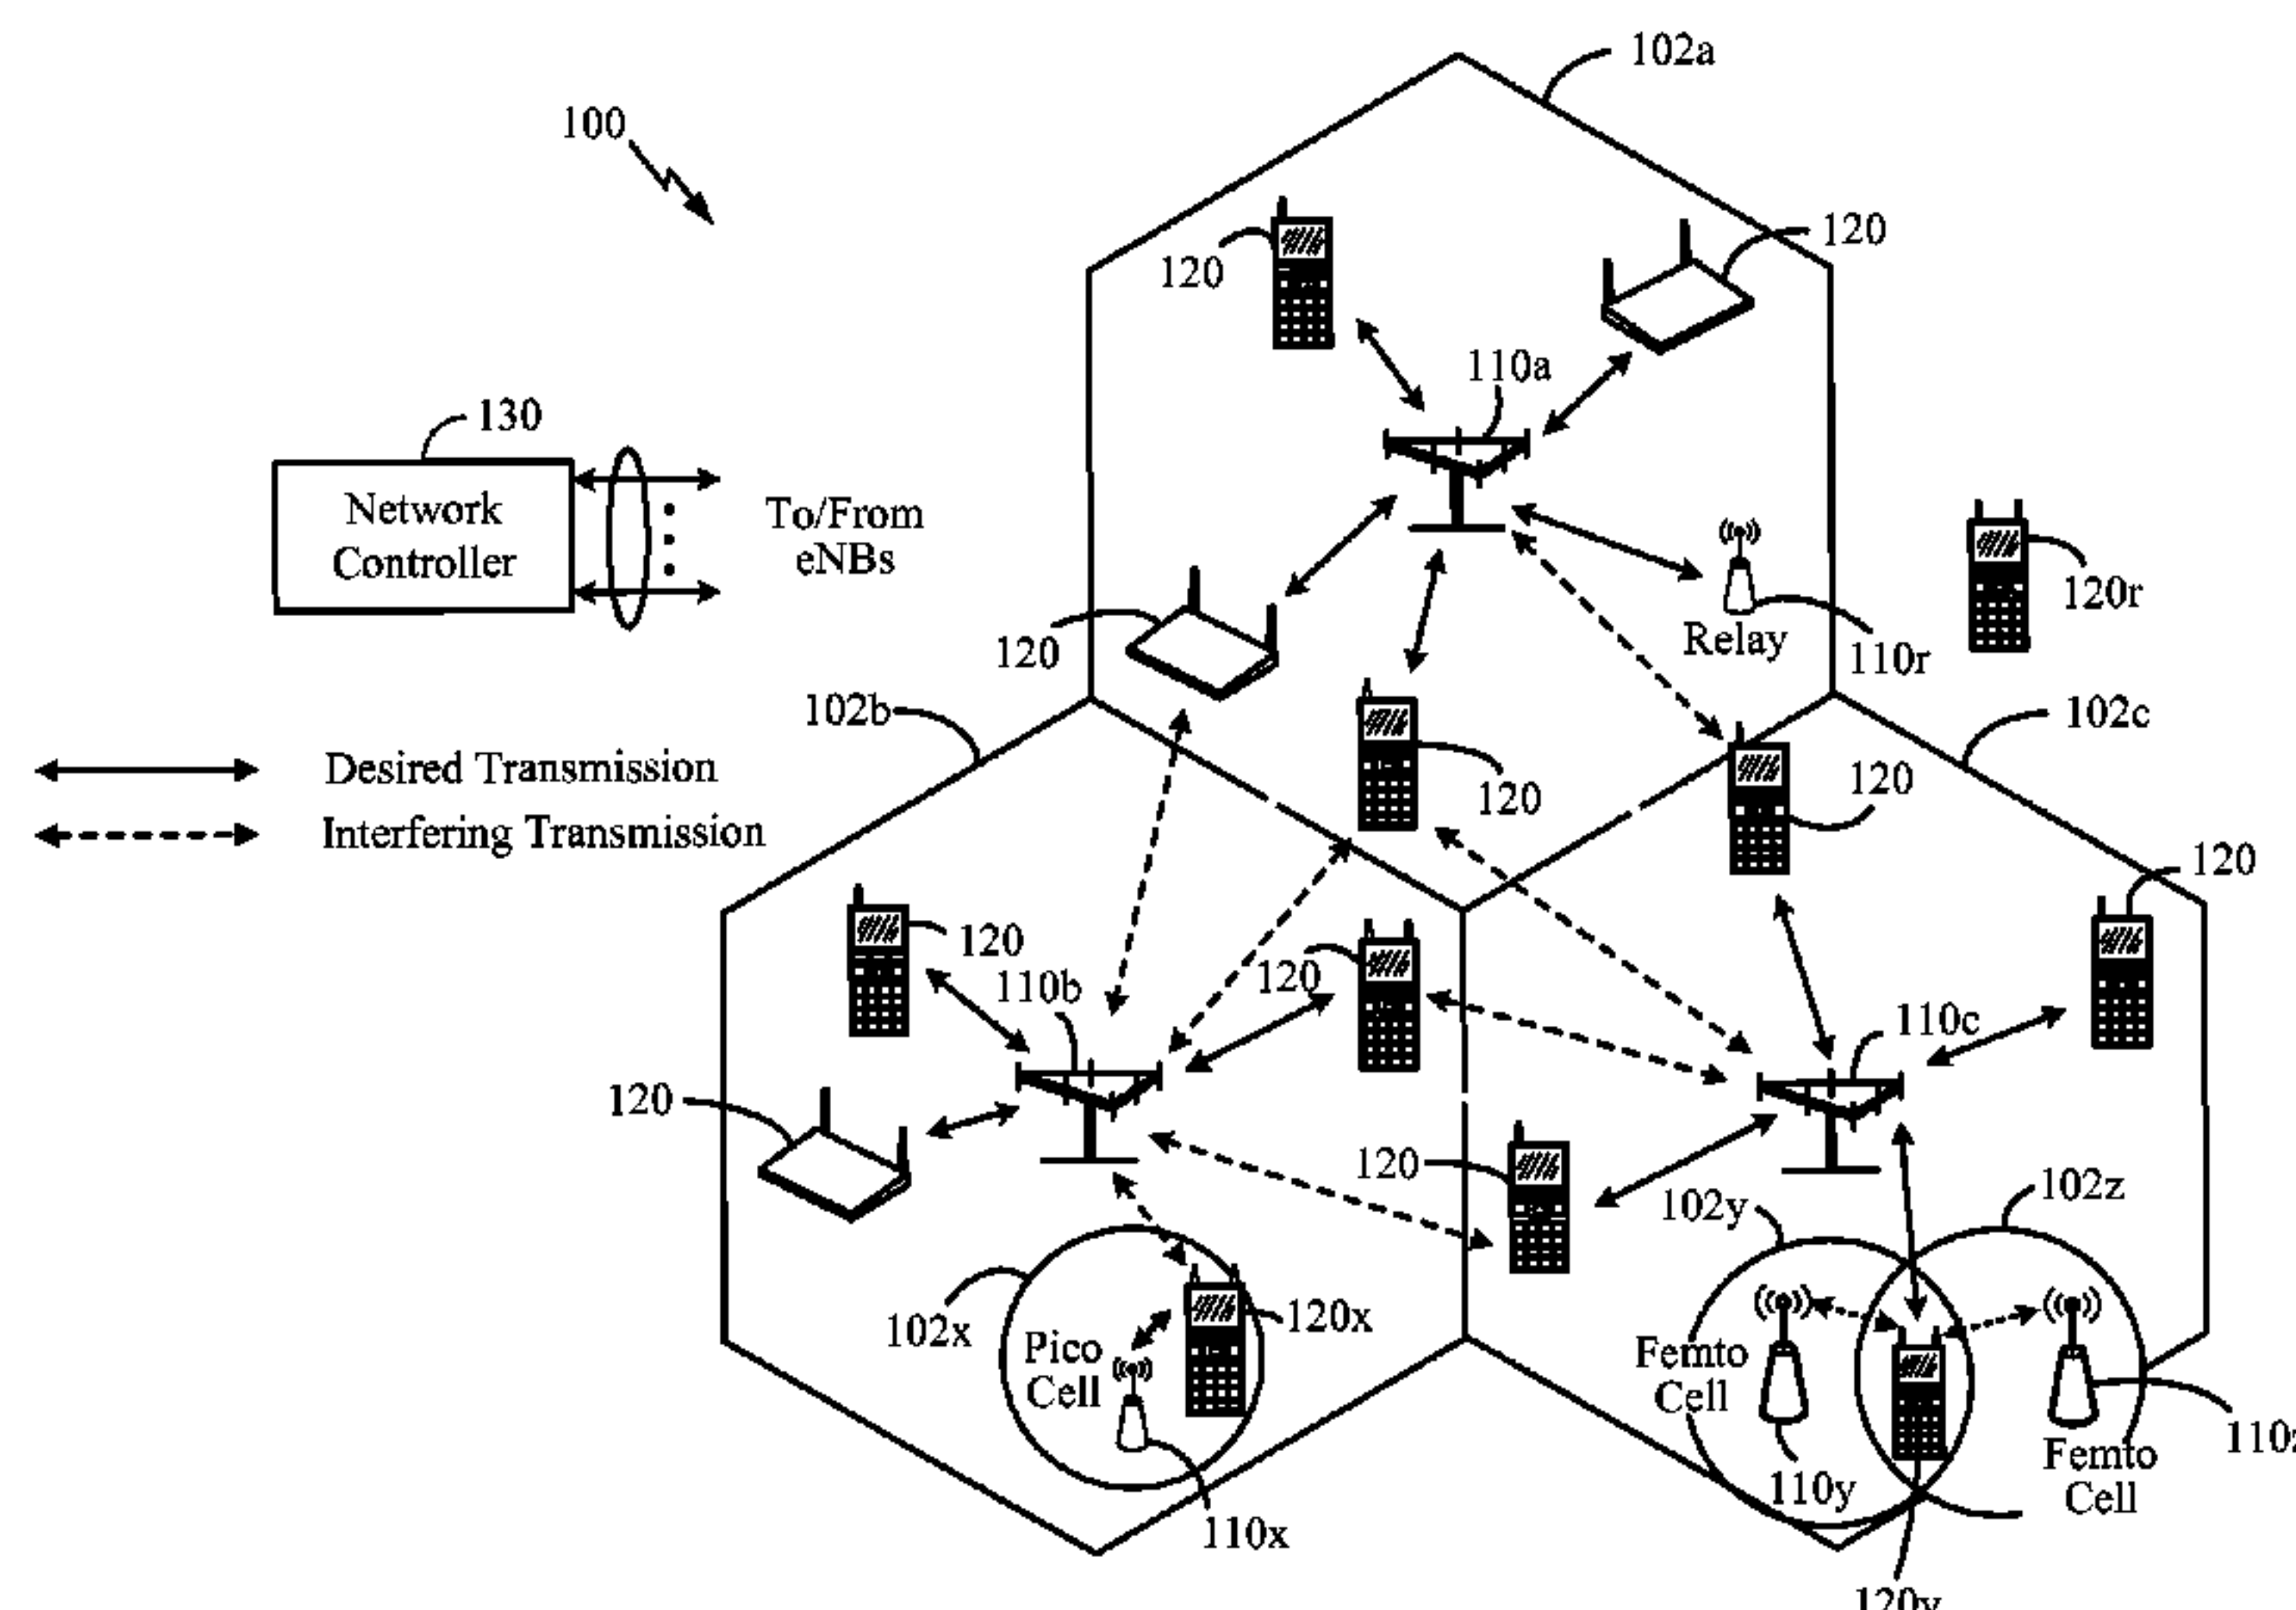 102a
100
120
120
110a
130
Network
Controller
To/From
eNBs
120r
120
Relay
110r
102b
102c
Desired Transmission
120
120
Interfering Transmission
120
120
120
110b
110c
120
120
102z
102y
102x
120x
Pico
Cell
Femto
Cell
110y
Femto
Cell
110x